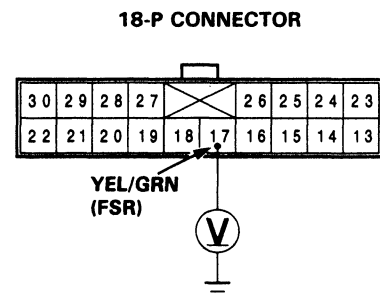 18-P CONNECTOR
30 29 28 27 26 25 24 23
22 21 20 19 18 17 16 15 14 13
YEL/GRN
(FSR)
V